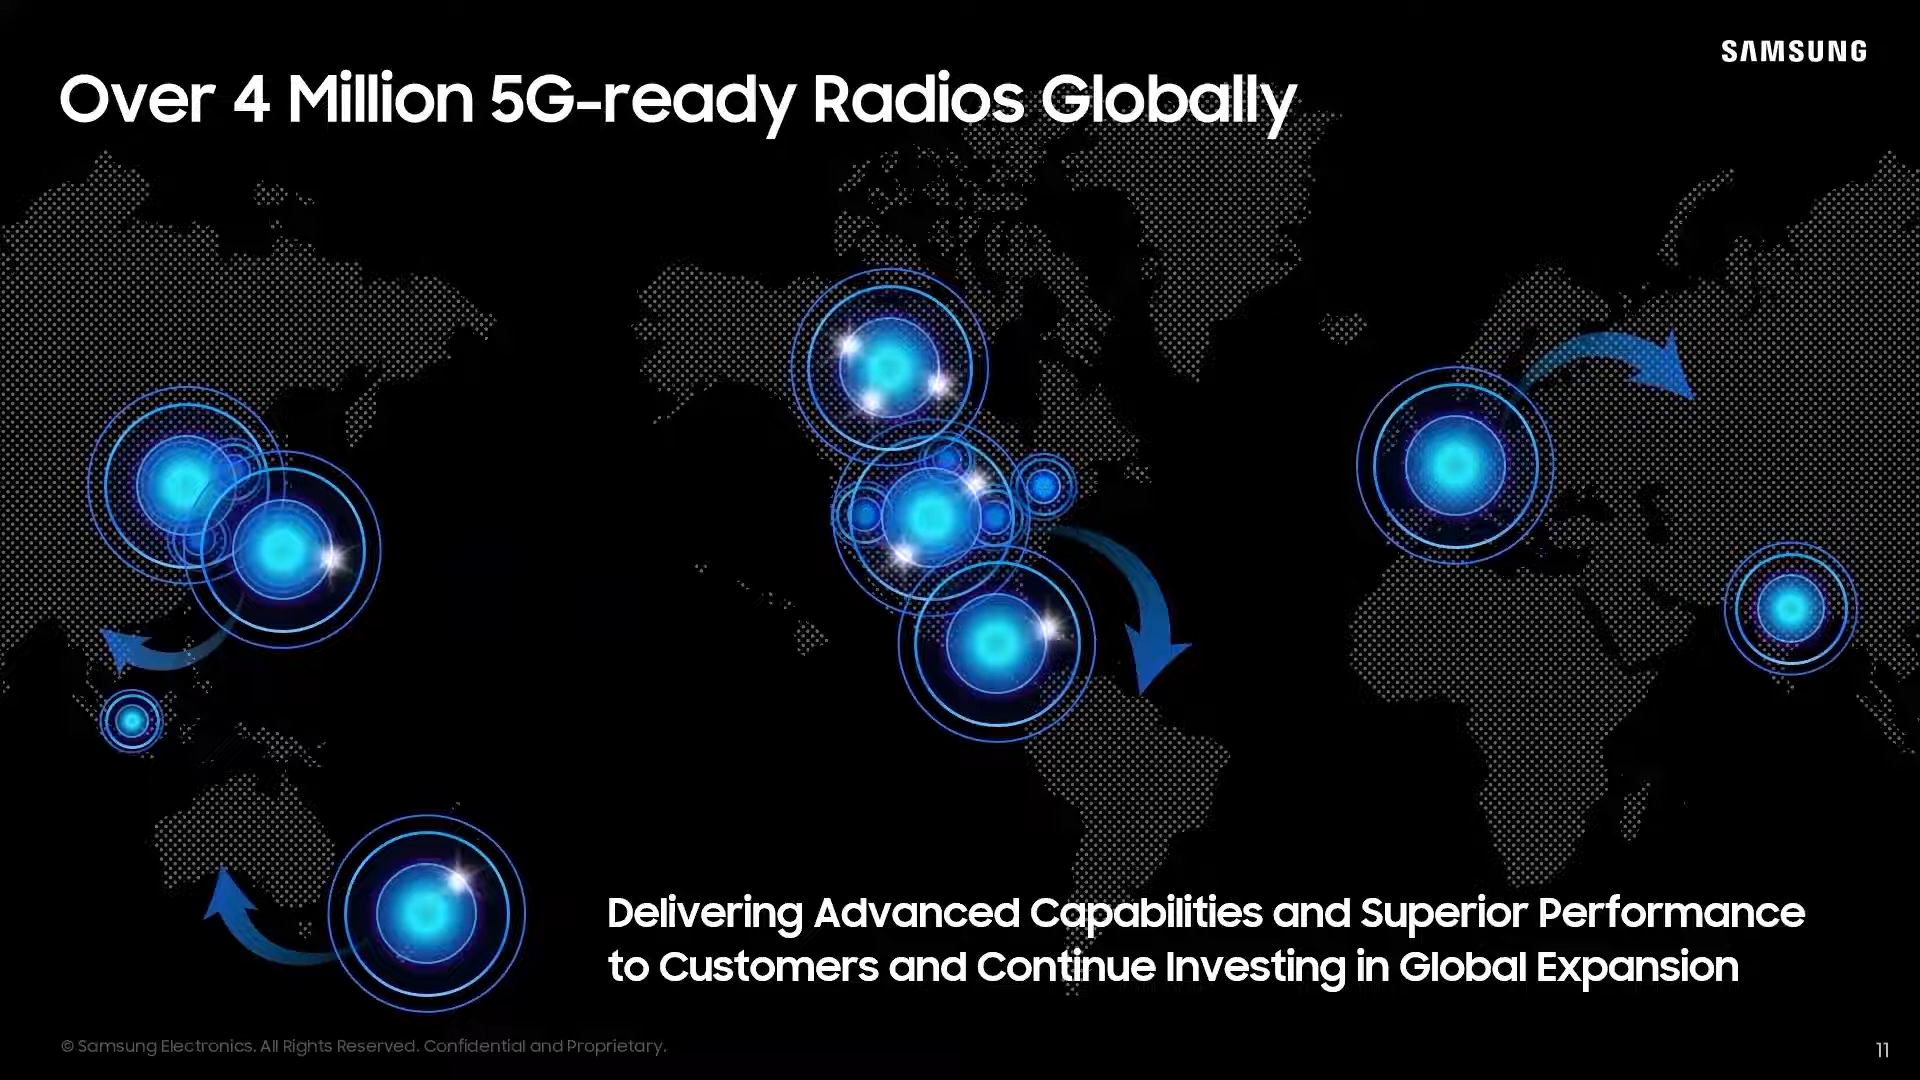 SAMSUNG
Over 4 Million 5G-ready Radios Globally
Delivering Advanced Capabilities and Superior Performance
to Customers and Continue Investing in Global Expansion
© Samsung Electronics. All Rights Reserved. Confidential and Proprietary.
11